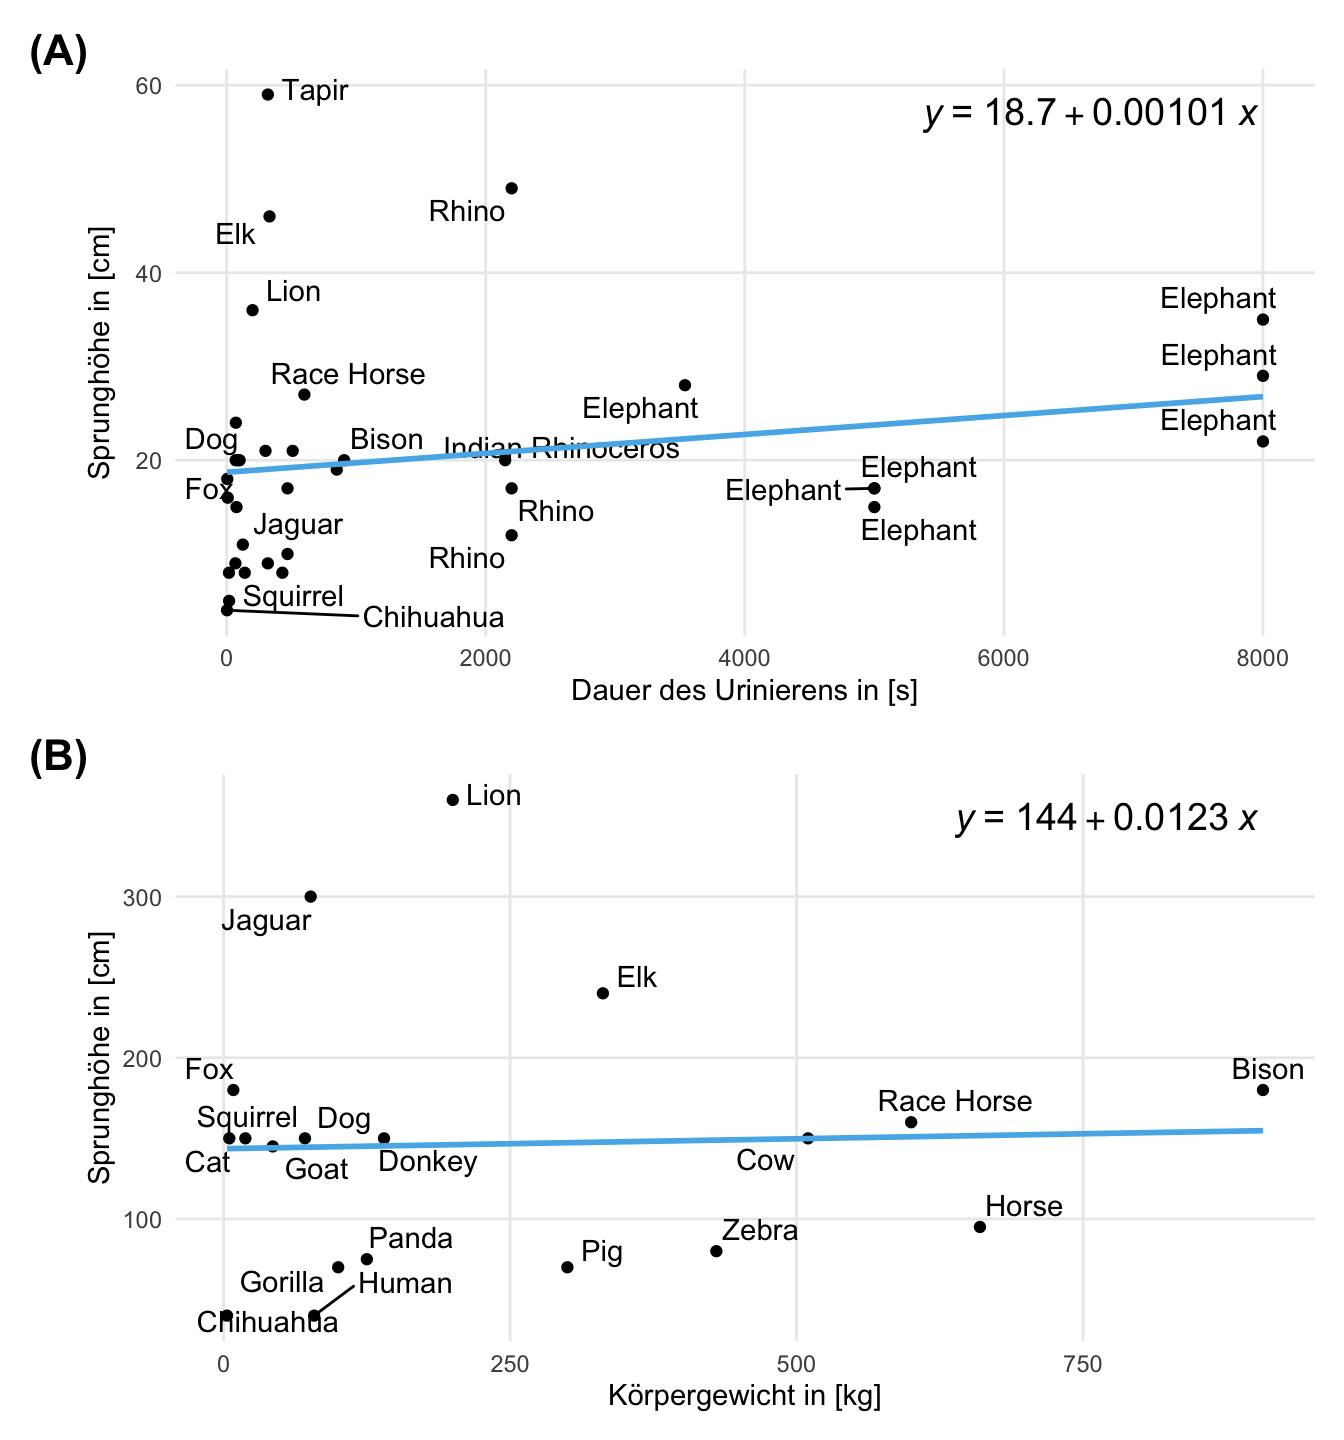 (A)
60
Tapir
y = 18.7 + 0.00101 x
Rhino
Elk
40
Lion
Elephant
Elephant
Race Horse
Elephant
Elephant
Dog
Bison
Indian Rhinoceros
20
Elephant
Fox
Elephant
Rhino
Jaguar
Elephant
Rhino
Squirrel
Chihuahua
Sprunghöhe in [cm]
0
2000
4000
6000
8000
Dauer des Urinierens in [s]
(B)
Lion
y = 144 + 0.0123 x
300
Jaguar
Elk
200
Fox
Bison
Race Horse
Squirrel
Dog
Cat
Goat
Donkey
Cow
Horse
100
Zebra
Panda
Pig
Gorilla
Human
Chihuahua
Sprunghöhe in [cm]
0
250
500
750
Körpergewicht in [kg]